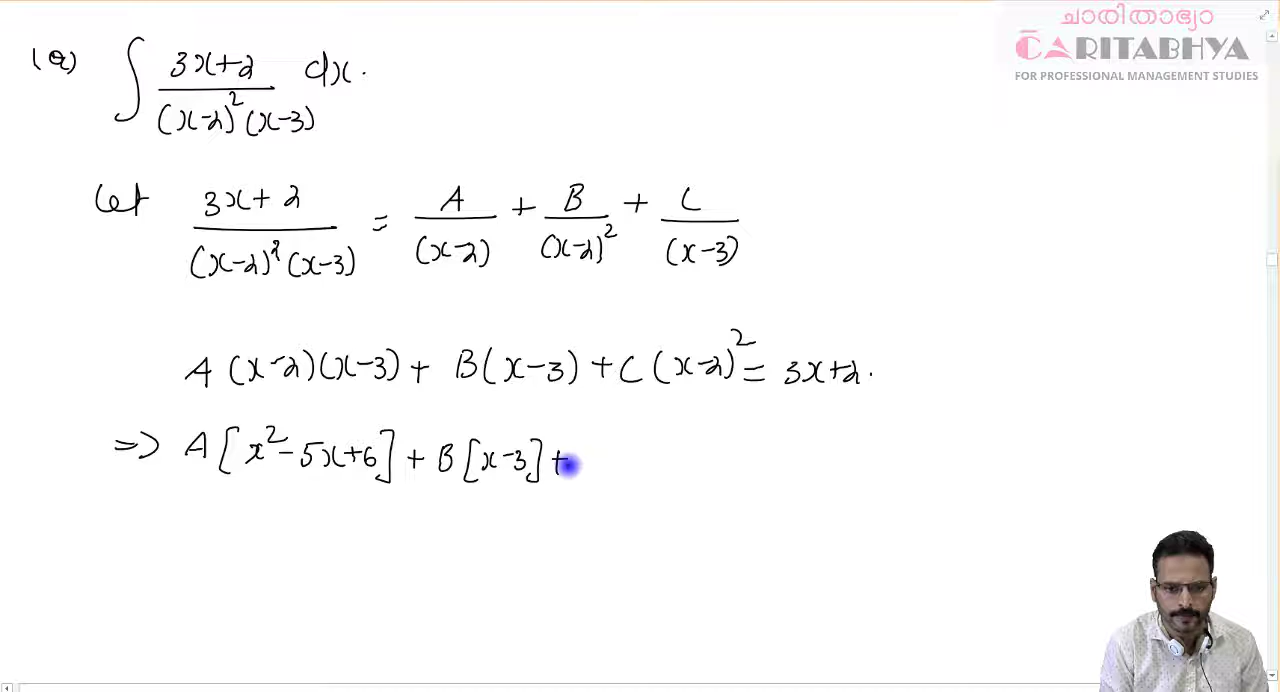 ചാരിതാഭ്യാ
CARITABHYA
FOR PROFESSIONAL MANAGEMENT STUDIES
(Q) ∫ (3x+2)/((x-2)²(x-3)) dx.
Let (3x+2)/((x-2)²(x-3)) = A/(x-2) + B/(x-2)² + C/(x-3)
A(x-2)(x-3) + B(x-3) + C(x-2)² = 3x+2.
=> A[x²-5x+6] + B[x-3] +